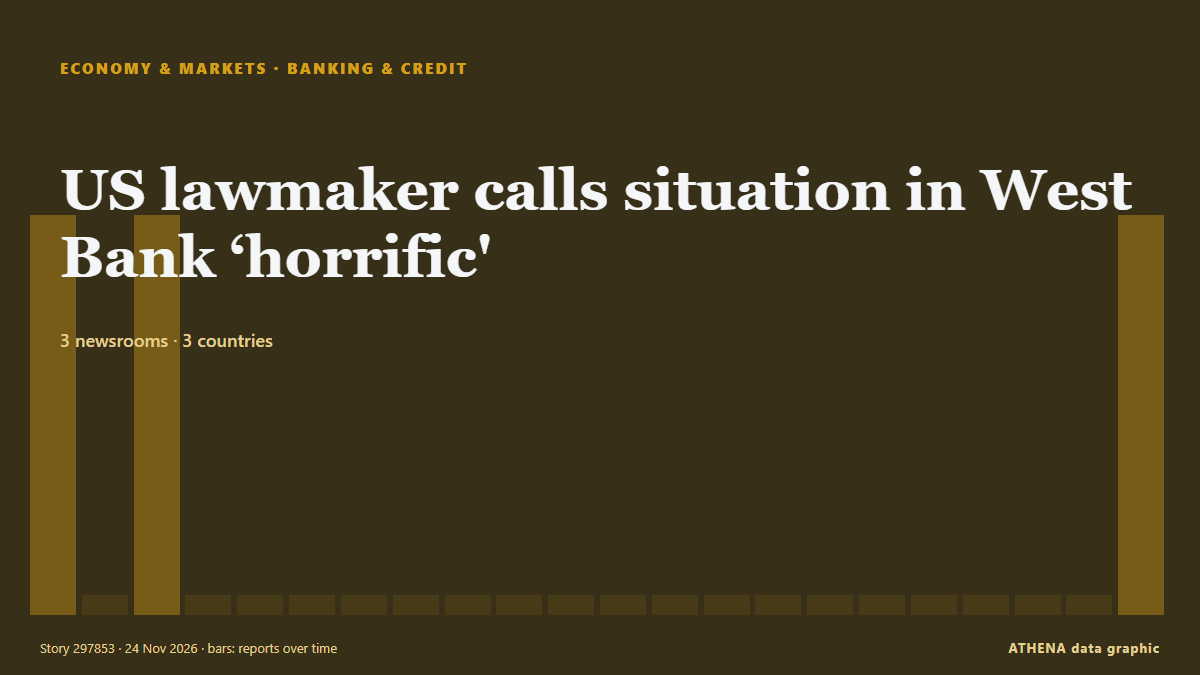 ECONOMY & MARKETS · BANKING & CREDIT
US lawmaker calls situation in West
Bank ‘horrific'
3 newsrooms · 3 countries
Story 297853 · 24 Nov 2026 · bars: reports over time
ATHENA data graphic